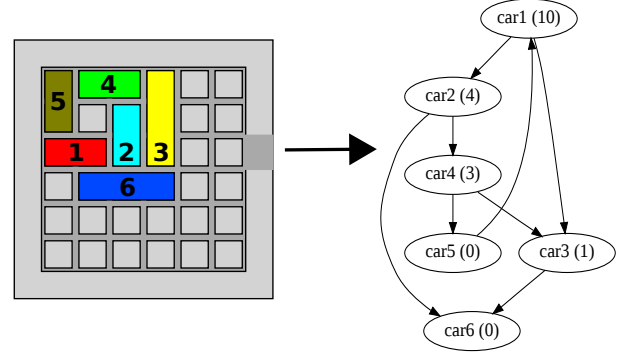 5
4
1
2
3
6
car1 (10)
car2 (4)
car4 (3)
car5 (0)
car3 (1)
car6 (0)